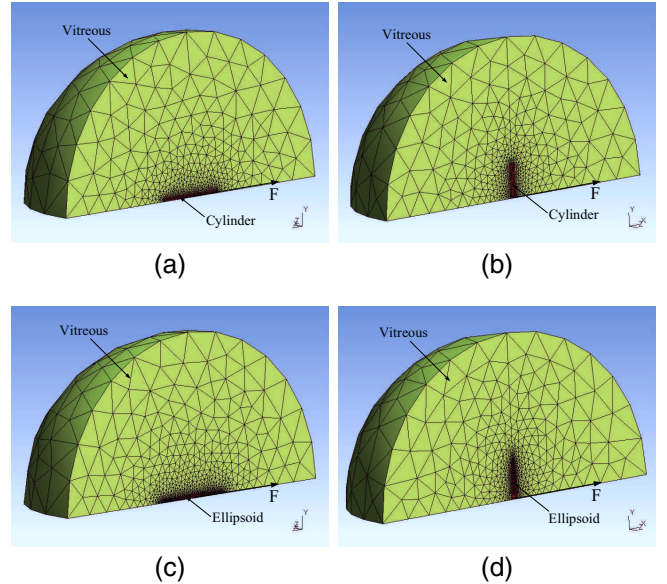 Vitreous
F
Cylinder
Y
Z
X
(a)
Vitreous
F
Cylinder
Y
Z
X
(b)
Vitreous
F
Ellipsoid
Y
Z
(c)
Vitreous
F
Ellipsoid
Y
Z
X
(d)